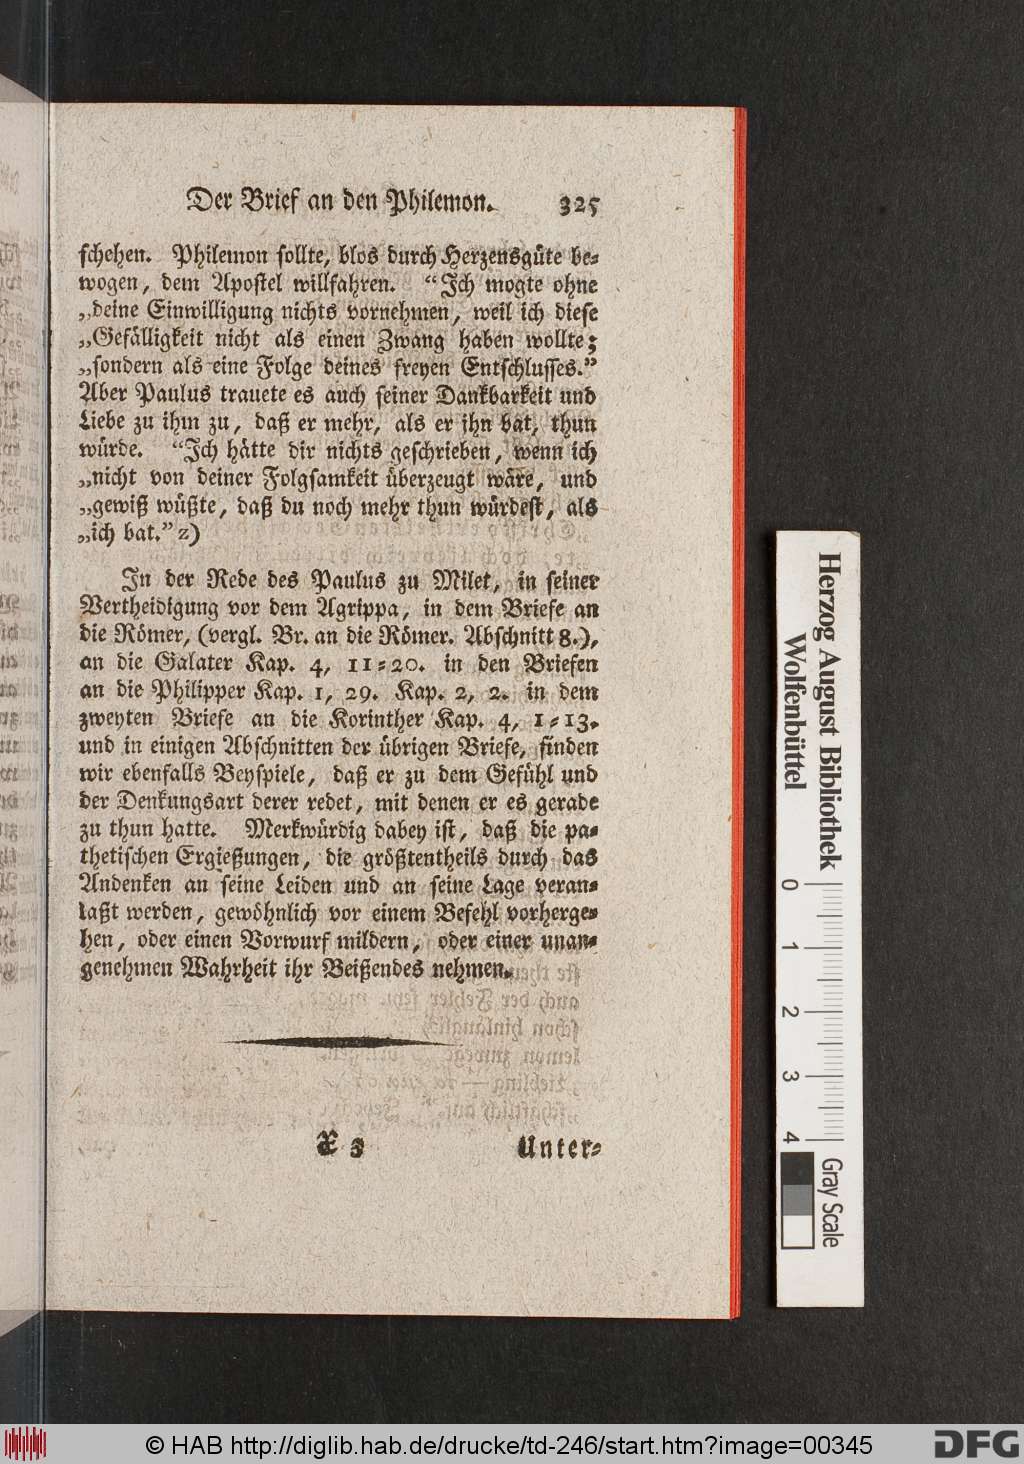 Der Brief an den Philemon. 325
schehen. Philemon sollte, blos durch Herzensgüte be-
wogen, dem Apostel willfahren. “Ich mogte ohne
„deine Einwilligung nichts vornehmen, weil ich diese
„Gefälligkeit nicht als einen Zwang haben wollte;
„sondern als eine Folge deines freyen Entschlusses.”
Aber Paulus trauete es auch seiner Dankbarkeit und
Liebe zu ihm zu, daß er mehr, als er ihn bat, thun
würde. “Ich hätte dir nichts geschrieben, wenn ich
„nicht von deiner Folgsamkeit überzeugt wäre, und
„gewiß wüßte, daß du noch mehr thun würdest, als
„ich bat.” z)
In der Rede des Paulus zu Milet, in seiner
Vertheidigung vor dem Agrippa, in dem Briefe an
die Römer, (vergl. Br. an die Römer. Abschnitt 8.),
an die Galater Kap. 4, 11-20. in den Briefen
an die Philipper Kap. 1, 29. Kap. 2, 2. in dem
zweyten Briefe an die Korinther Kap. 4, 1-13.
und in einigen Abschnitten der übrigen Briefe, finden
wir ebenfalls Beyspiele, daß er zu dem Gefühl und
der Denkungsart derer redet, mit denen er es gerade
zu thun hatte. Merkwürdig dabey ist, daß die pa-
thetischen Ergießungen, die größtentheils durch das
Andenken an seine Leiden und an seine Lage veran-
laßt werden, gewöhnlich vor einem Befehl vorherge-
hen, oder einen Vorwurf mildern, oder einer unan-
genehmen Wahrheit ihr Beißendes nehmen.
X 3 Unter-
Herzog August Bibliothek
Wolfenbüttel
0 1 2 3 4
Gray Scale
© HAB http://diglib.hab.de/drucke/td-246/start.htm?image=00345
DFG